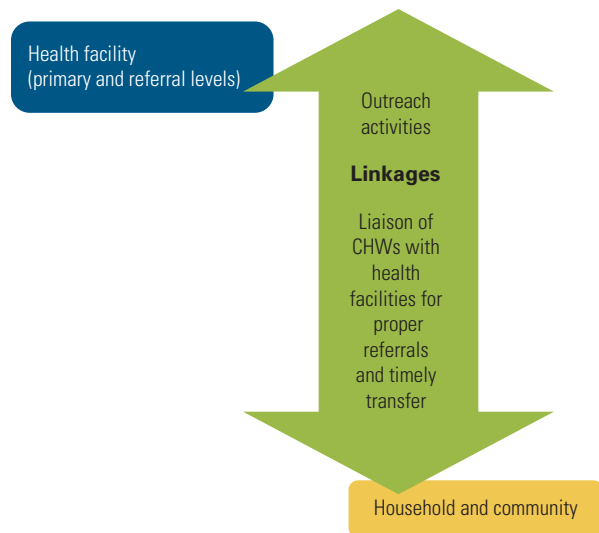 Health facility
(primary and referral levels)
Outreach
activities
Linkages
Liaison of
CHWs with
health
facilities for
proper
referrals
and timely
transfer
Household and community